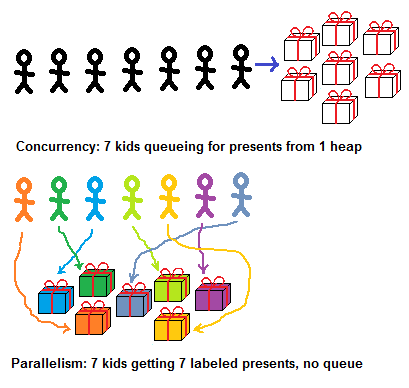 Concurrency: 7 kids queueing for presents from 1 heap
Parallelism: 7 kids getting 7 labeled presents, no queue